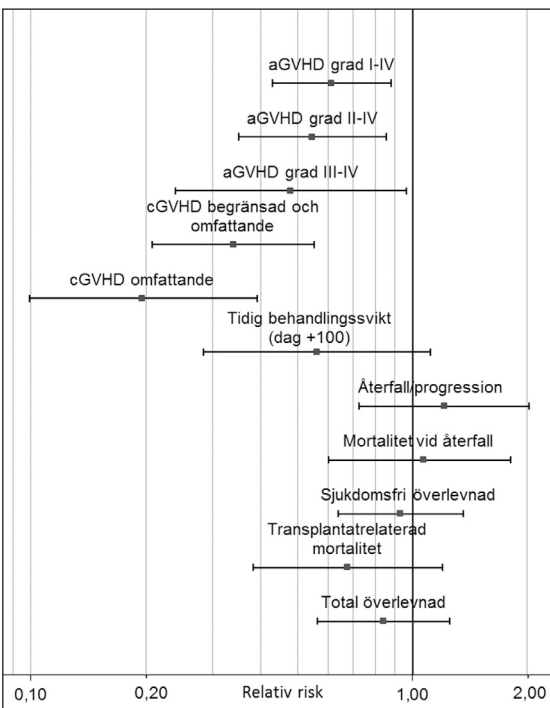 aGVHD grad I-IV
aGVHD grad II-IV
aGVHD grad III-IV
cGVHD begränsad och
omfattande
cGVHD omfattande
Tidig behandlingssvikt
(dag +100)
Återfall/progression
Mortalitet vid återfall
Sjukdomsfri överlevnad
Transplantatrelaterad
mortalitet
Total överlevnad
0,10 0,20 Relativ risk 1,00 2,00